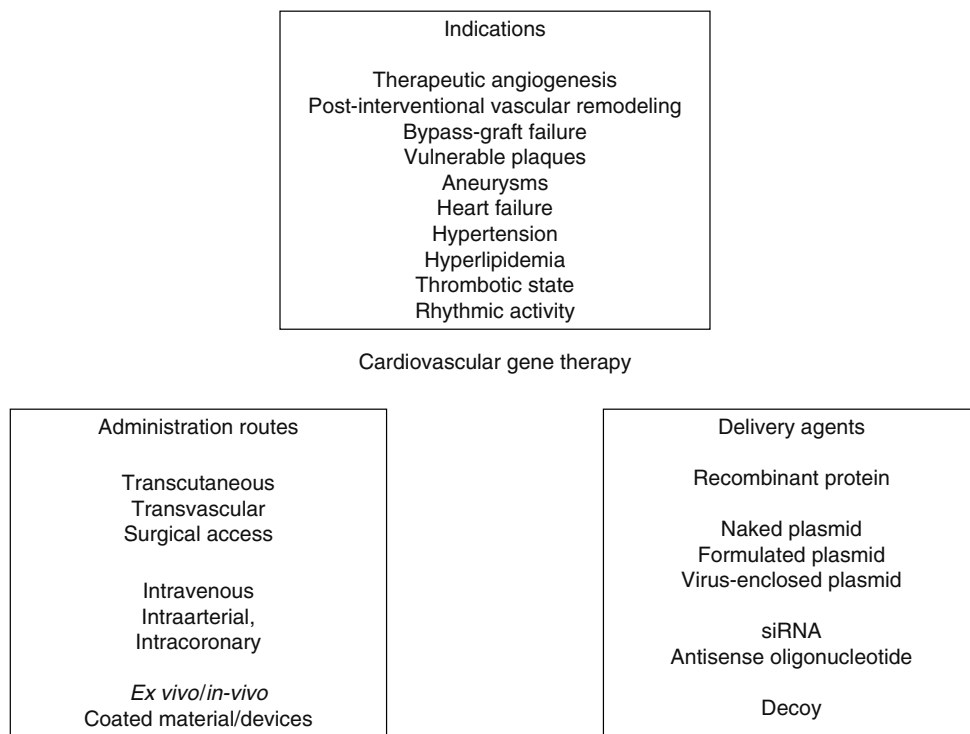 Indications
Therapeutic angiogenesis
Post-interventional vascular remodeling
Bypass-graft failure
Vulnerable plaques
Aneurysms
Heart failure
Hypertension
Hyperlipidemia
Thrombotic state
Rhythmic activity
Cardiovascular gene therapy
Administration routes
Transcutaneous
Transvascular
Surgical access
Intravenous
Intraarterial,
Intracoronary
Ex vivo/in-vivo
Coated material/devices
Delivery agents
Recombinant protein
Naked plasmid
Formulated plasmid
Virus-enclosed plasmid
siRNA
Antisense oligonucleotide
Decoy